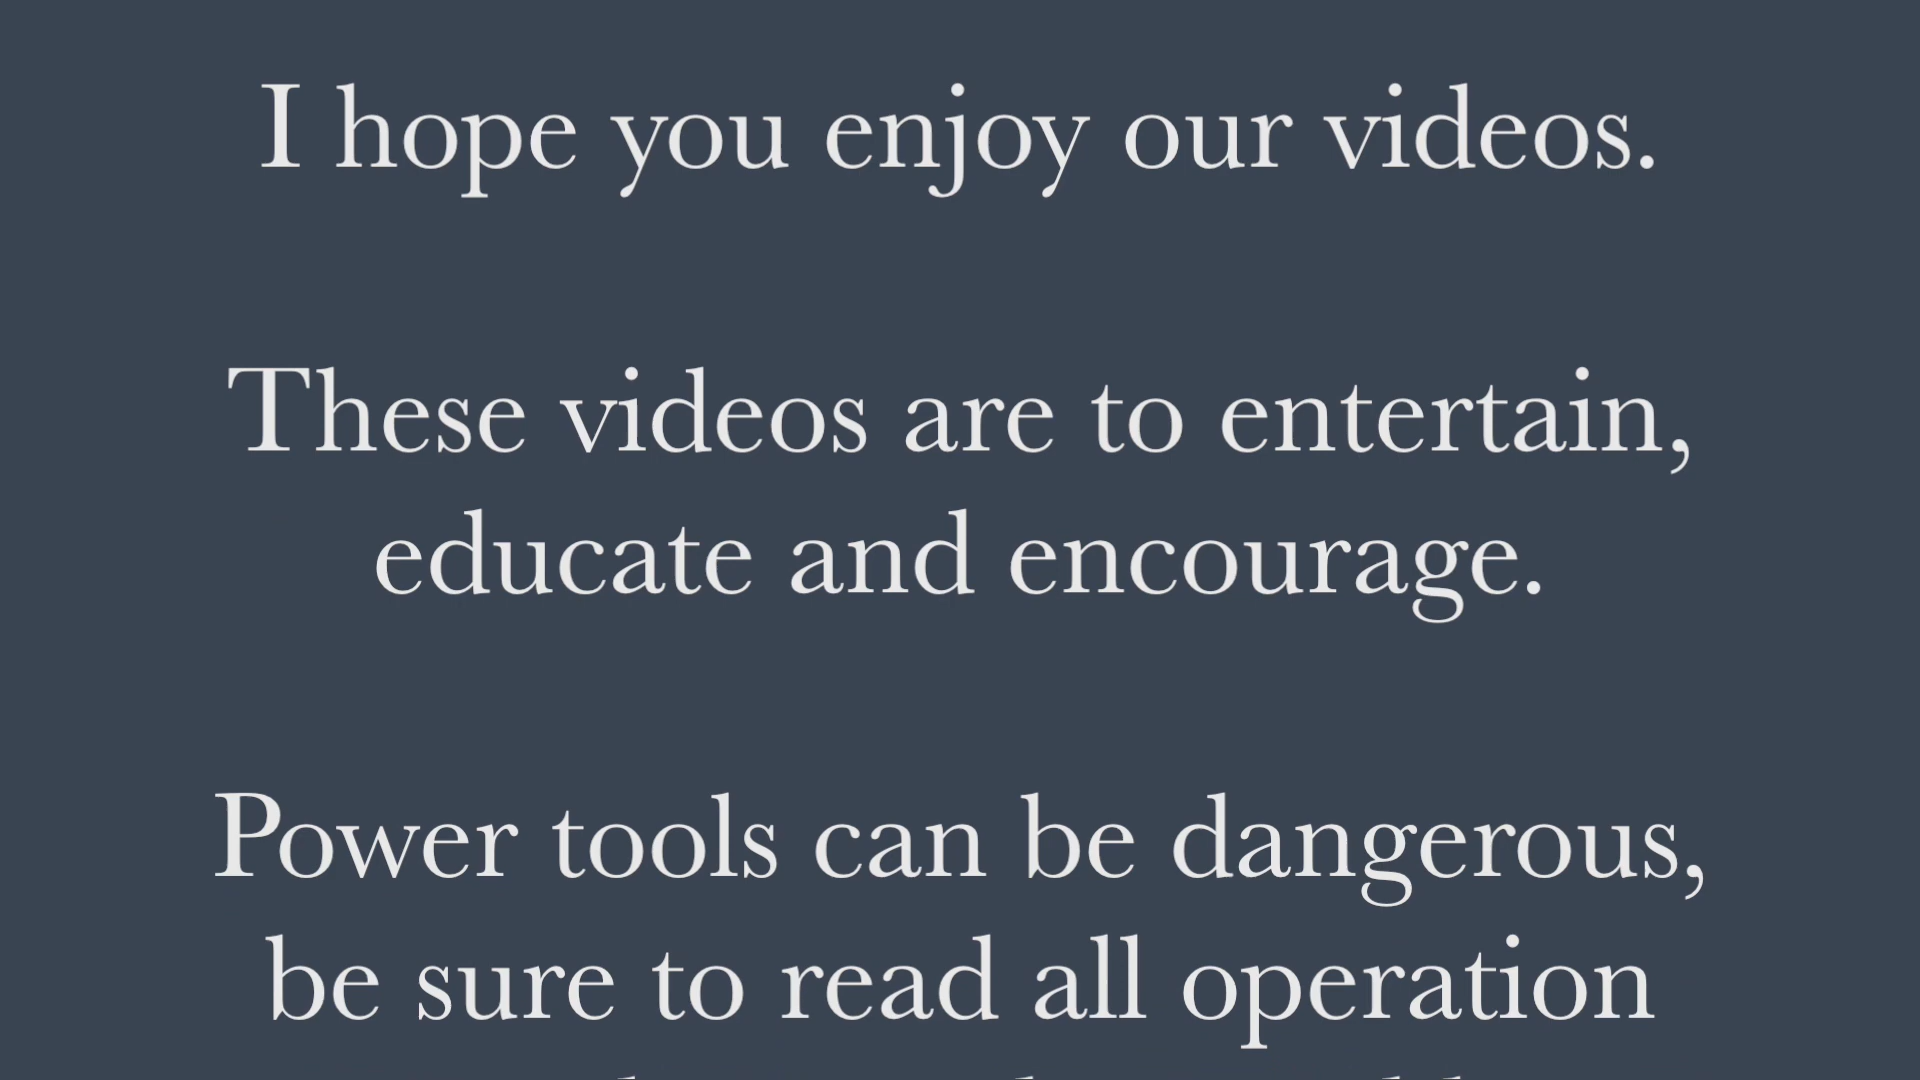 I hope you enjoy our videos.
These videos are to entertain,
educate and encourage.
Power tools can be dangerous,
be sure to read all operation